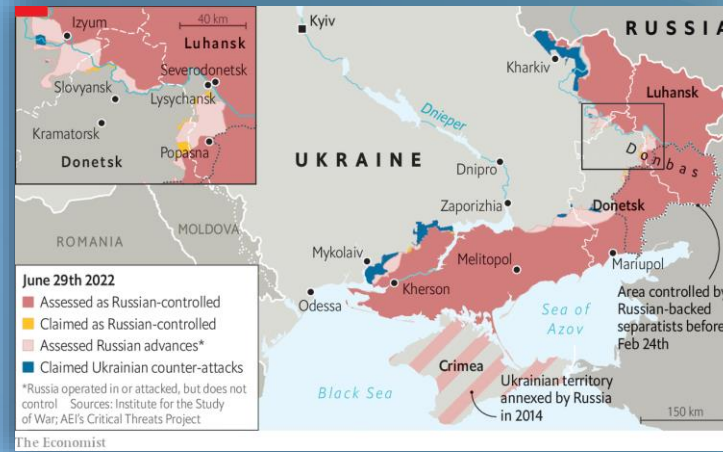 40 km
Izyum
Luhansk
Severodonetsk
Slovyansk
Lysychansk
Kramatorsk
Popasna
Donetsk
Kyiv
RUSSIA
Kharkiv
Luhansk
Dnieper
Donbas
UKRAINE
Dnipro
Zaporizhia
Donetsk
ROMANIA
MOLDOVA
Mykolaiv
Melitopol
Mariupol
Kherson
Odessa
Sea of
Azov
Area controlled by
Russian-backed
separatists before
Feb 24th
Crimea
Black Sea
Ukrainian territory
annexed by Russia
in 2014
150 km
June 29th 2022
Assessed as Russian-controlled
Claimed as Russian-controlled
Assessed Russian advances*
Claimed Ukrainian counter-attacks
*Russia operated in or attacked, but does not
control Sources: Institute for the Study
of War; AEI's Critical Threats Project
The Economist